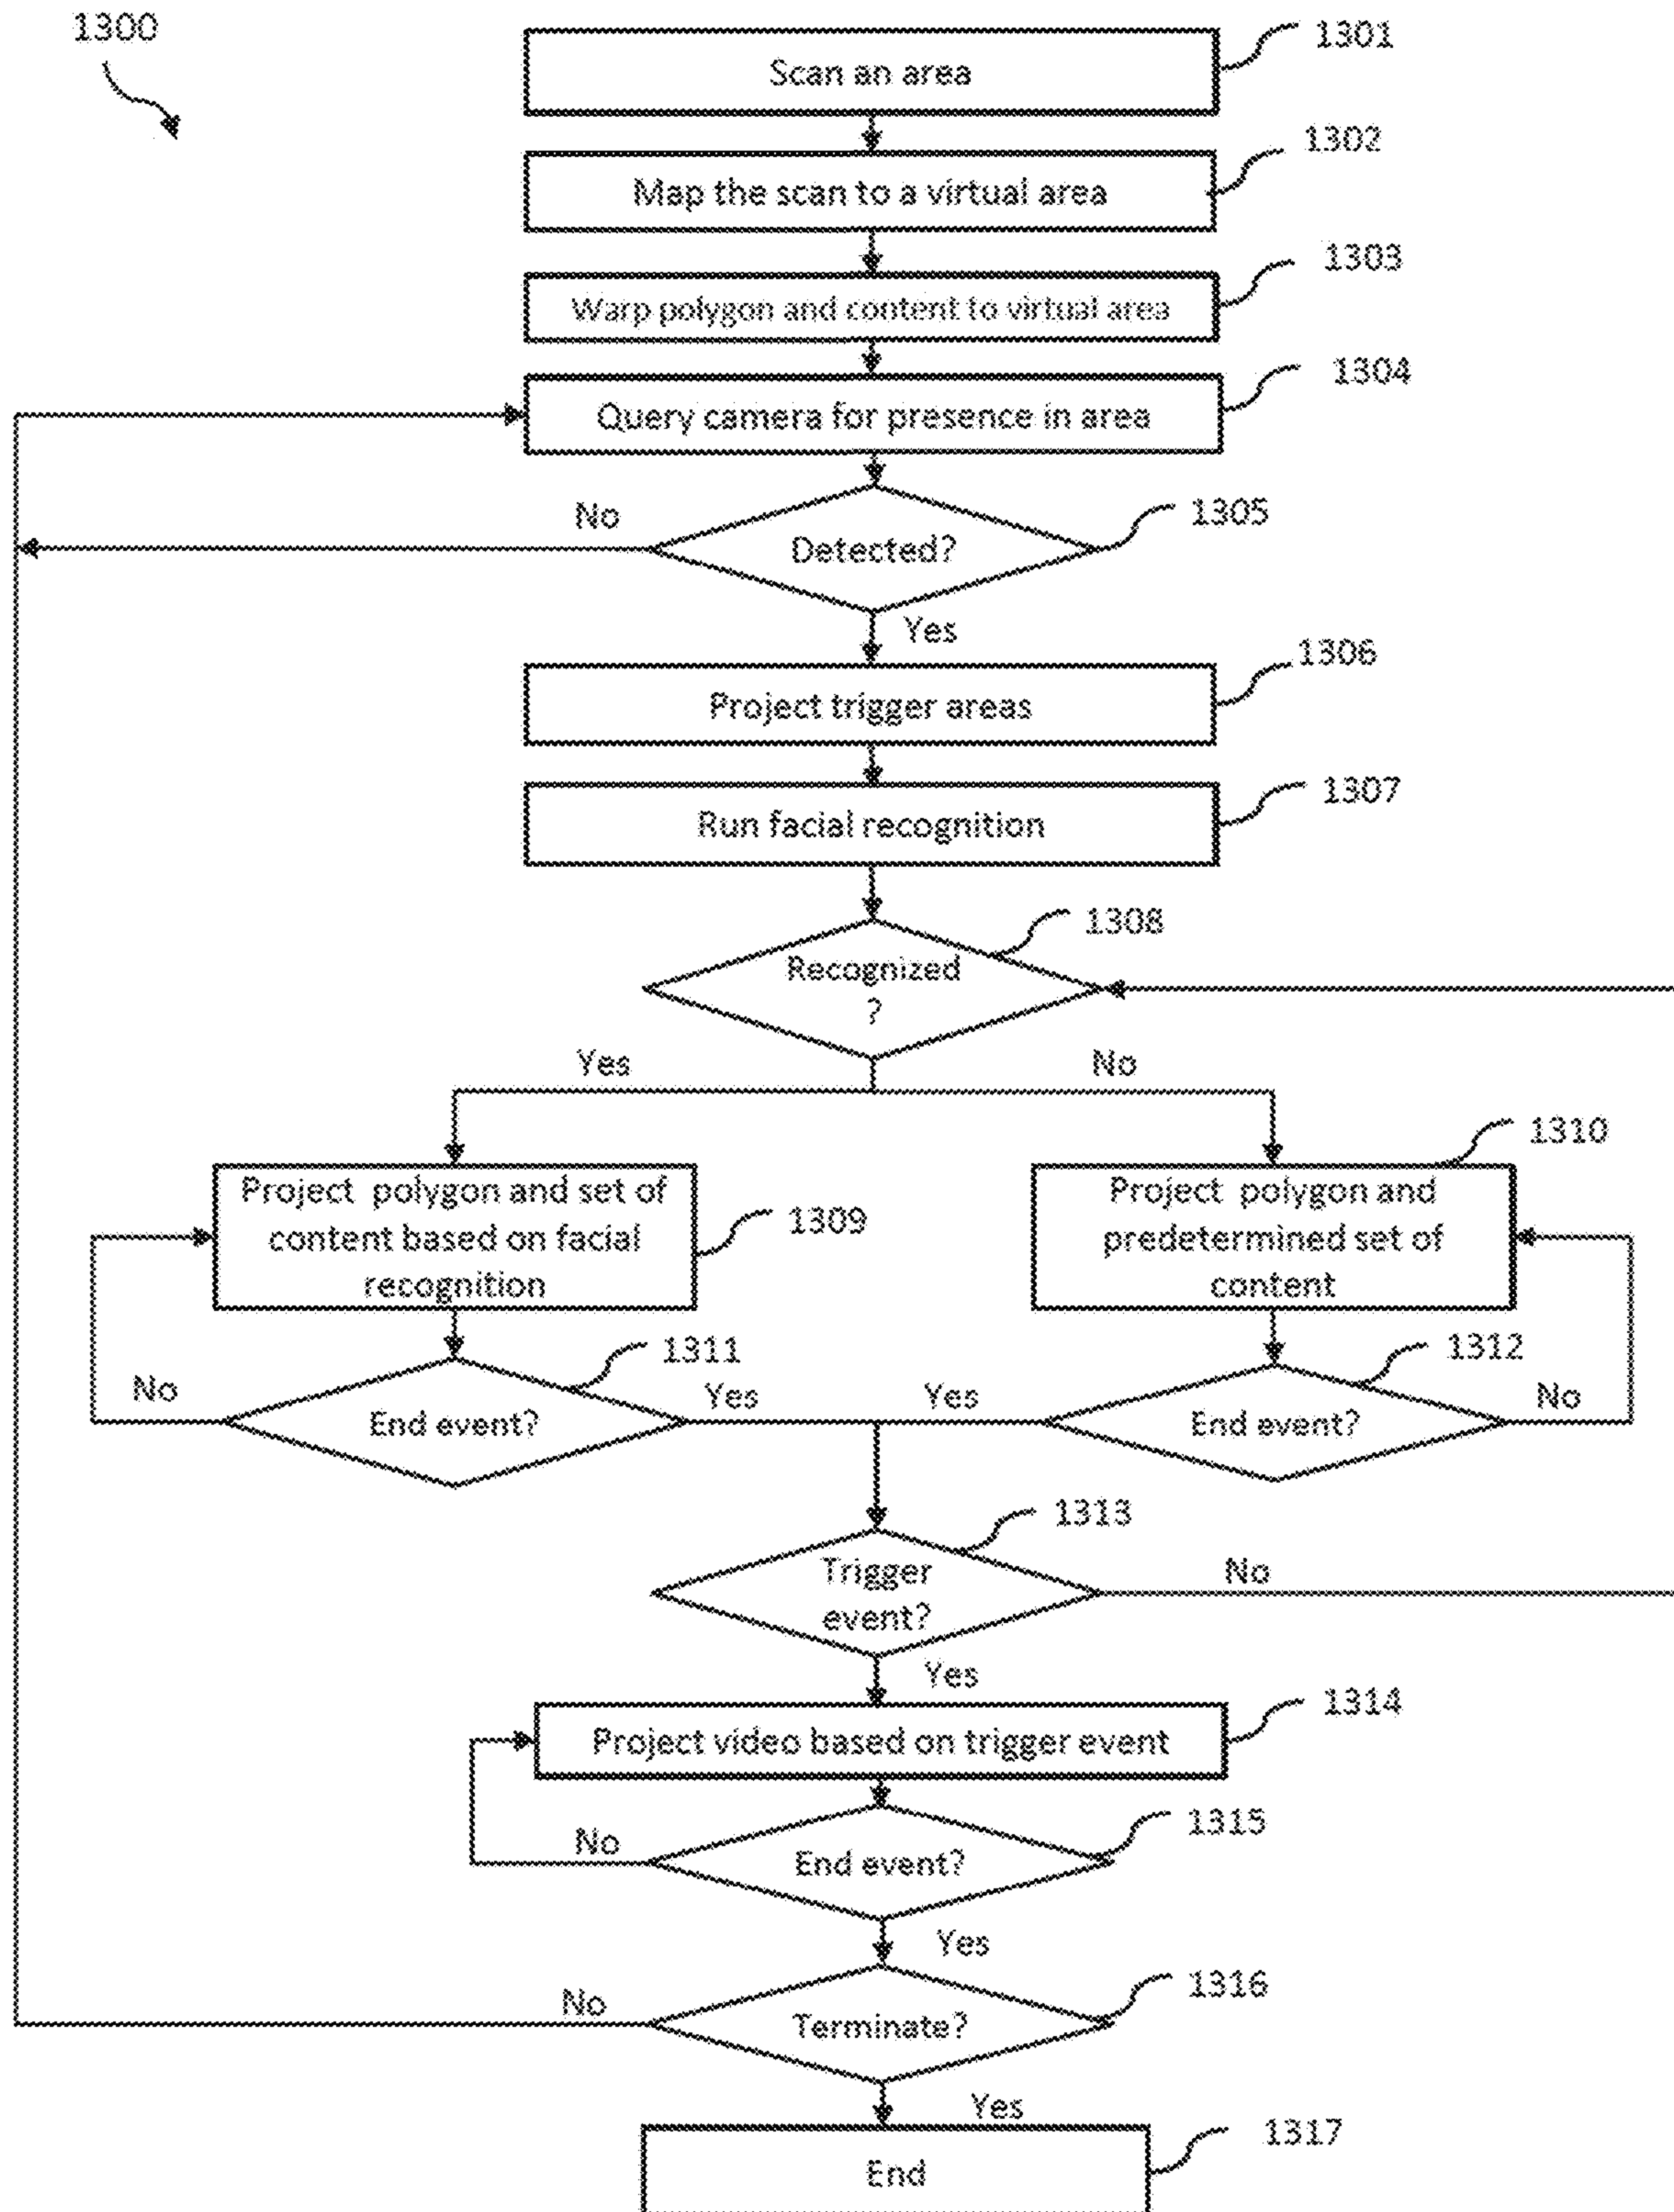 1300
1301
Scan an area
1302
Map the scan to a virtual area
1303
Warp polygon and content to virtual area
1304
Query camera for presence in area
No
1305
Detected?
Yes
1306
Project trigger areas
1307
Run facial recognition
1308
Recognized
?
Yes
No
1310
Project polygon and set of
content based on facial
recognition
1309
Project polygon and
predetermined set of
content
1311
1312
No
End event?
Yes
Yes
End event?
No
1313
Trigger
event?
No
Yes
1314
Project video based on trigger event
1315
No
End event?
Yes
1316
No
Terminate?
Yes
1317
End